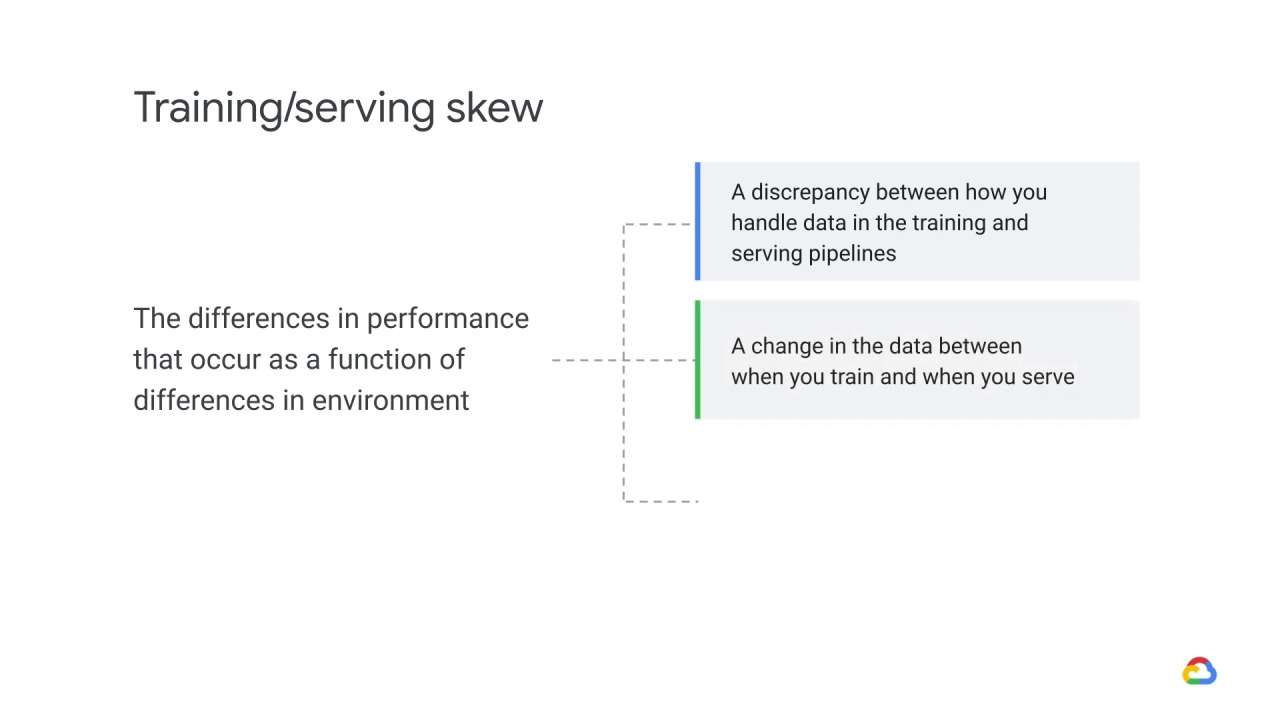 Training/serving skew
The differences in performance
that occur as a function of
differences in environment
A discrepancy between how you
handle data in the training and
serving pipelines
A change in the data between
when you train and when you serve